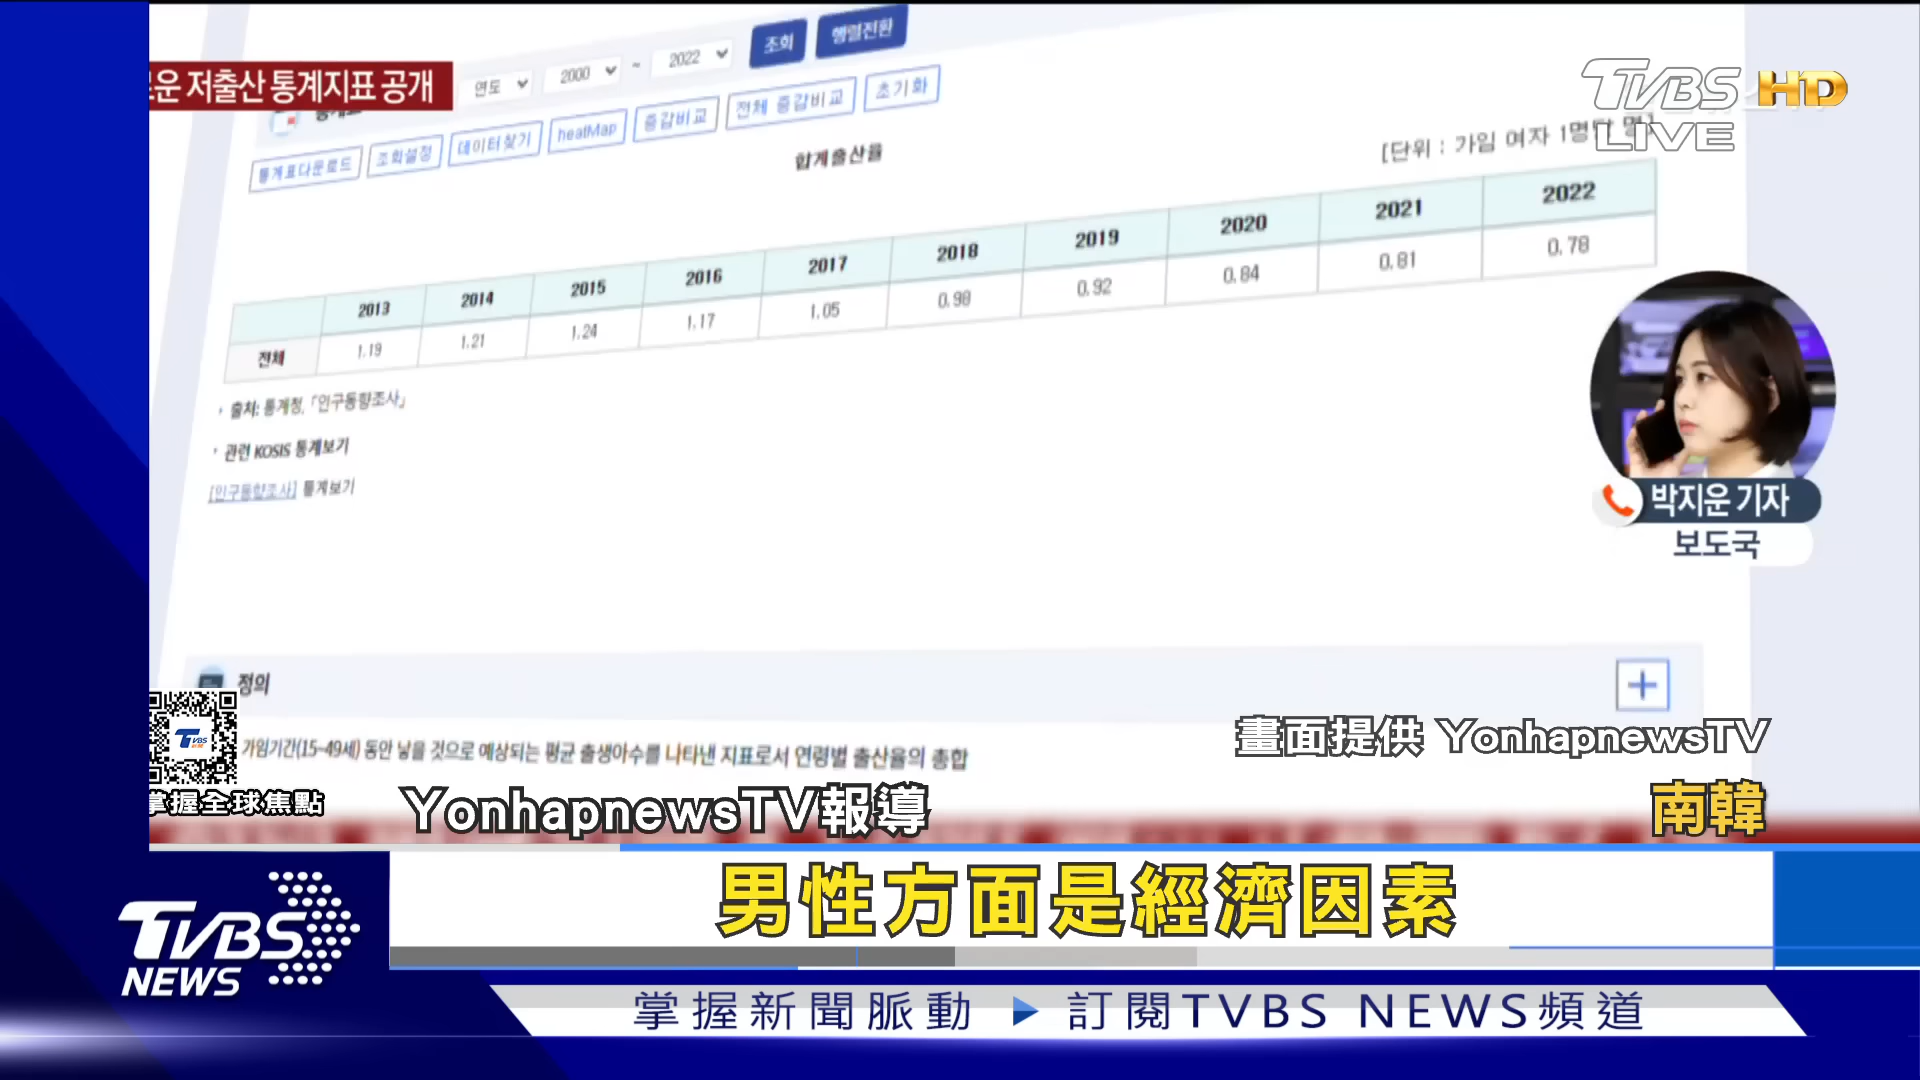 운 저출산 통계지표 공개
연도 2000 ~ 2022 조회 행렬전환
통계표다운로드 조회설정 데이터찾기 heatMap 증감비교 전체 증감비교 초기화
TVBS HD
LIVE
합계출산율
[단위 : 가임 여자 1명당 명]
2013 2014 2015 2016 2017 2018 2019 2020 2021 2022
전체 1.19 1.21 1.24 1.17 1.05 0.98 0.92 0.84 0.81 0.78
출처: 통계청, 「인구동향조사」
관련 KOSIS 통계보기
[인구동향조사] 통계보기
박지운 기자
보도국
정의
가임기간(15~49세) 동안 낳을 것으로 예상되는 평균 출생아수를 나타낸 지표로서 연령별 출산율의 총합
畫面提供 YonhapnewsTV
TVBS
掌握全球焦點
YonhapnewsTV報導
南韓
男性方面是經濟因素
TVBS
NEWS
掌握新聞脈動 ▶ 訂閱TVBS NEWS頻道